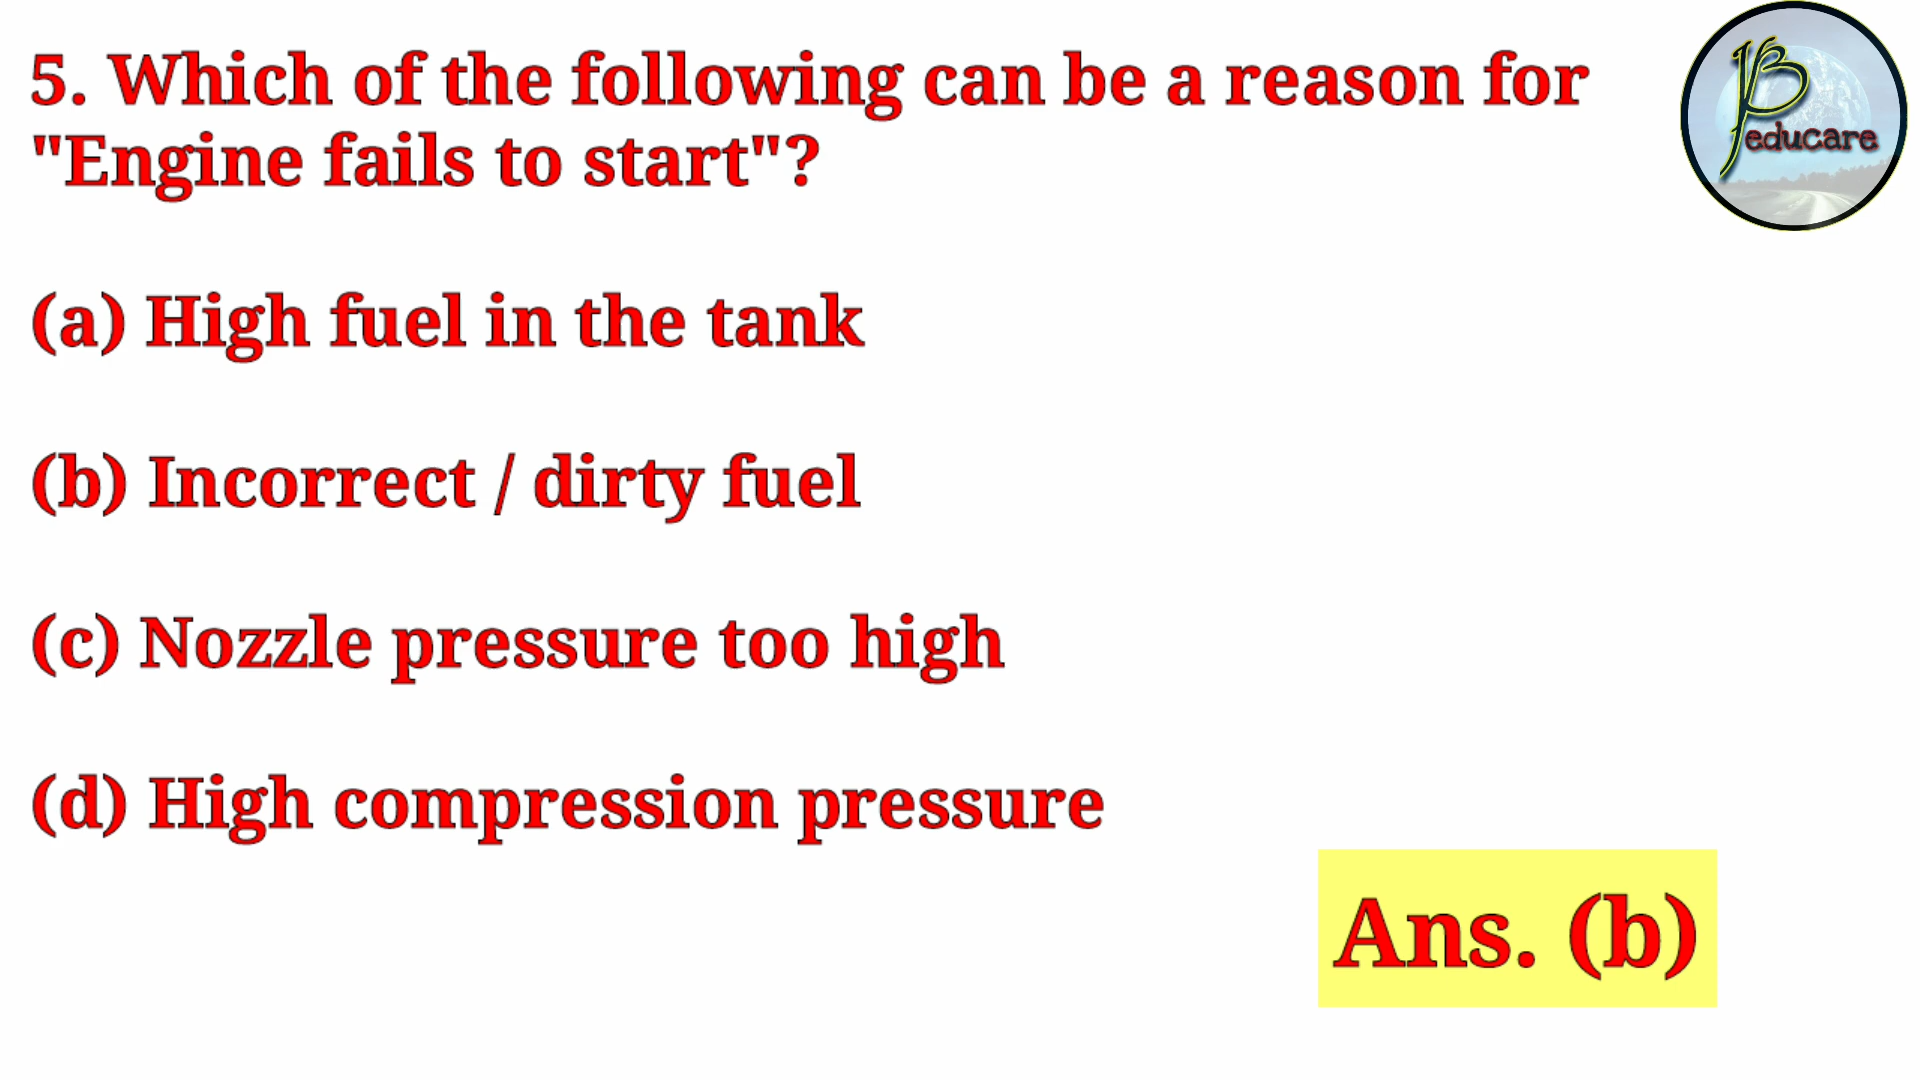 5. Which of the following can be a reason for
"Engine fails to start"?
(a) High fuel in the tank
(b) Incorrect / dirty fuel
(c) Nozzle pressure too high
(d) High compression pressure
Ans. (b)
educare